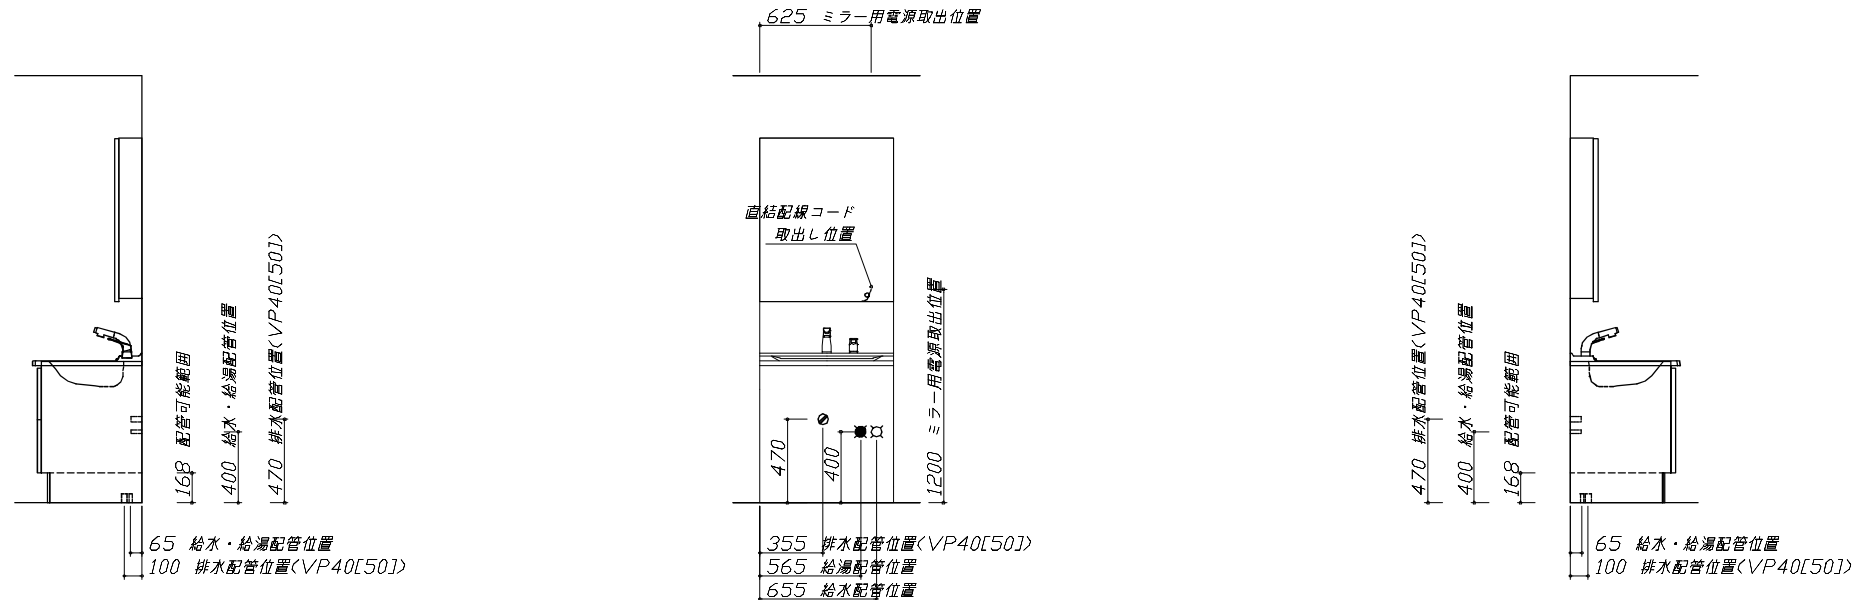 625 ミラー用電源取出位置
直結配線コード
取出し位置
168 配管可能範囲
400 給水・給湯配管位置
470 排水配管位置(VP40[50])
65 給水・給湯配管位置
100 排水配管位置(VP40[50])
470
400
1200 ミラー用電源取出位置
355 排水配管位置(VP40[50])
565 給湯配管位置
655 給水配管位置
470 排水配管位置(VP40[50])
400 給水・給湯配管位置
168 配管可能範囲
65 給水・給湯配管位置
100 排水配管位置(VP40[50])